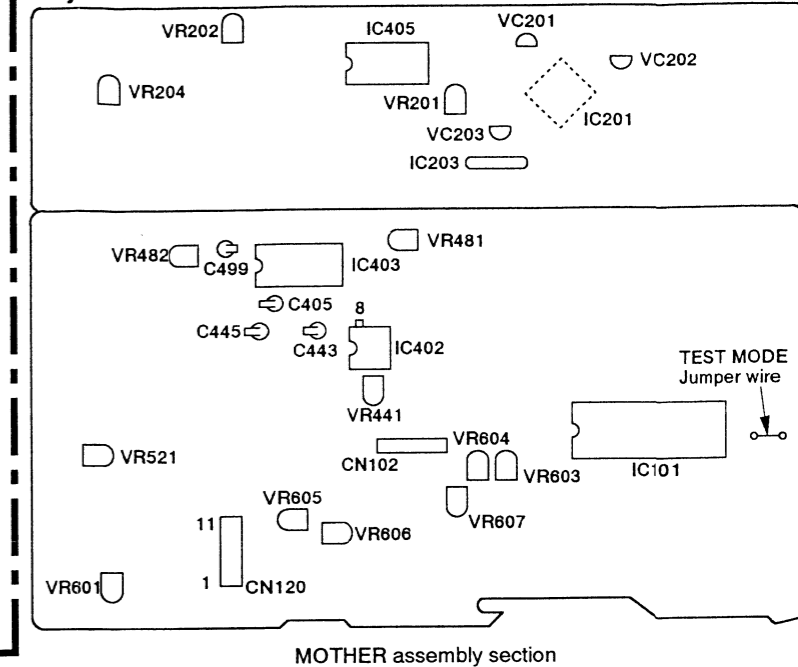 VR202
IC405
VC201
VC202
VR204
VR201
IC201
VC203
IC203
VR482
C499
IC403
VR481
C405
8
C445
C443
IC402
TEST MODE
Jumper wire
VR441
VR604
VR521
CN102
VR603
IC101
VR605
11
VR606
VR607
VR601
1
CN120
MOTHER assembly section